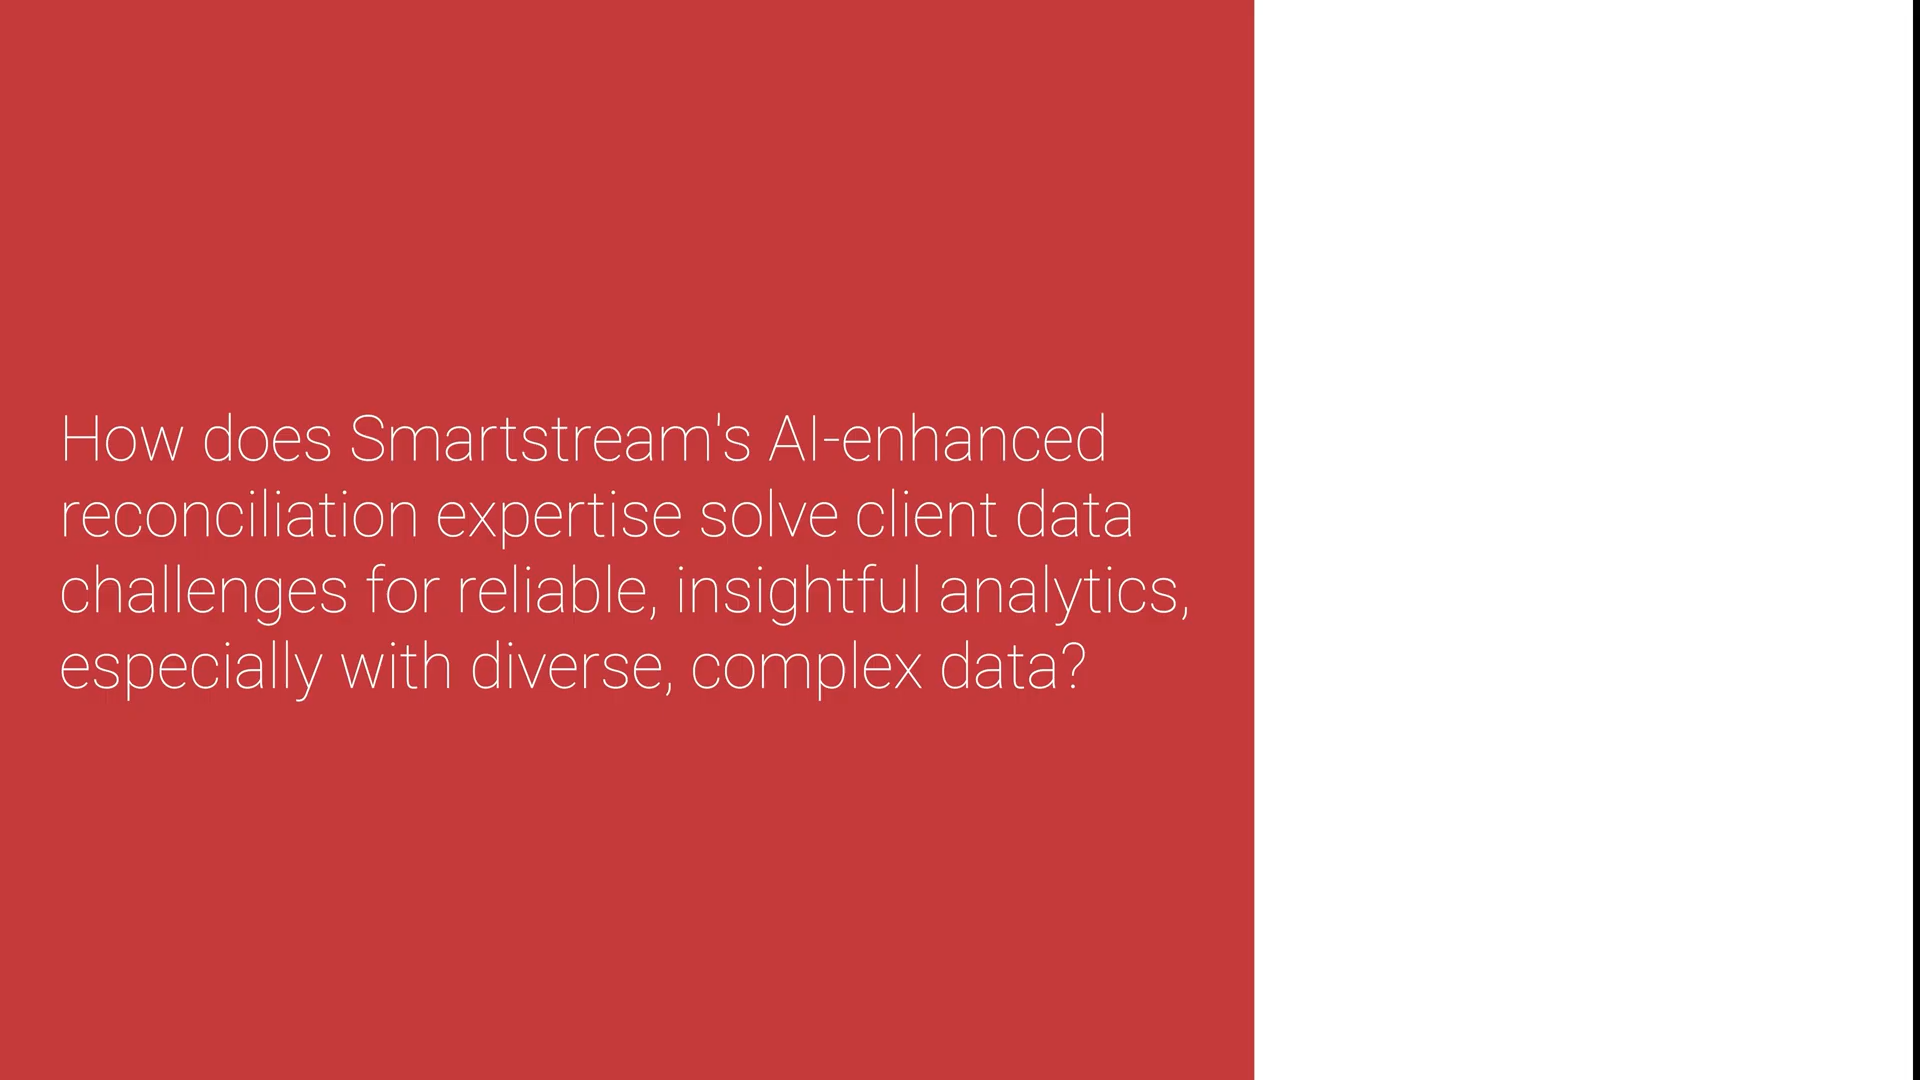 How does Smartstream's AI-enhanced
reconciliation expertise solve client data
challenges for reliable, insightful analytics,
especially with diverse, complex data?